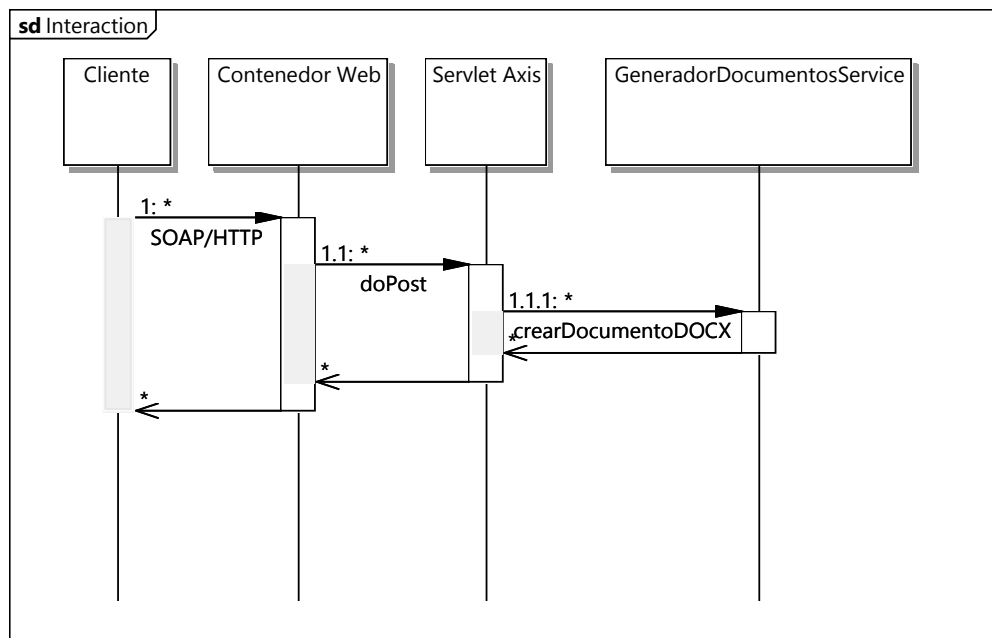 sd Interaction
Cliente
Contenedor Web
Servlet Axis
GeneradorDocumentosService
1: *
SOAP/HTTP
1.1: *
doPost
1.1.1: *
crearDocumentoDOCX
*
*
*